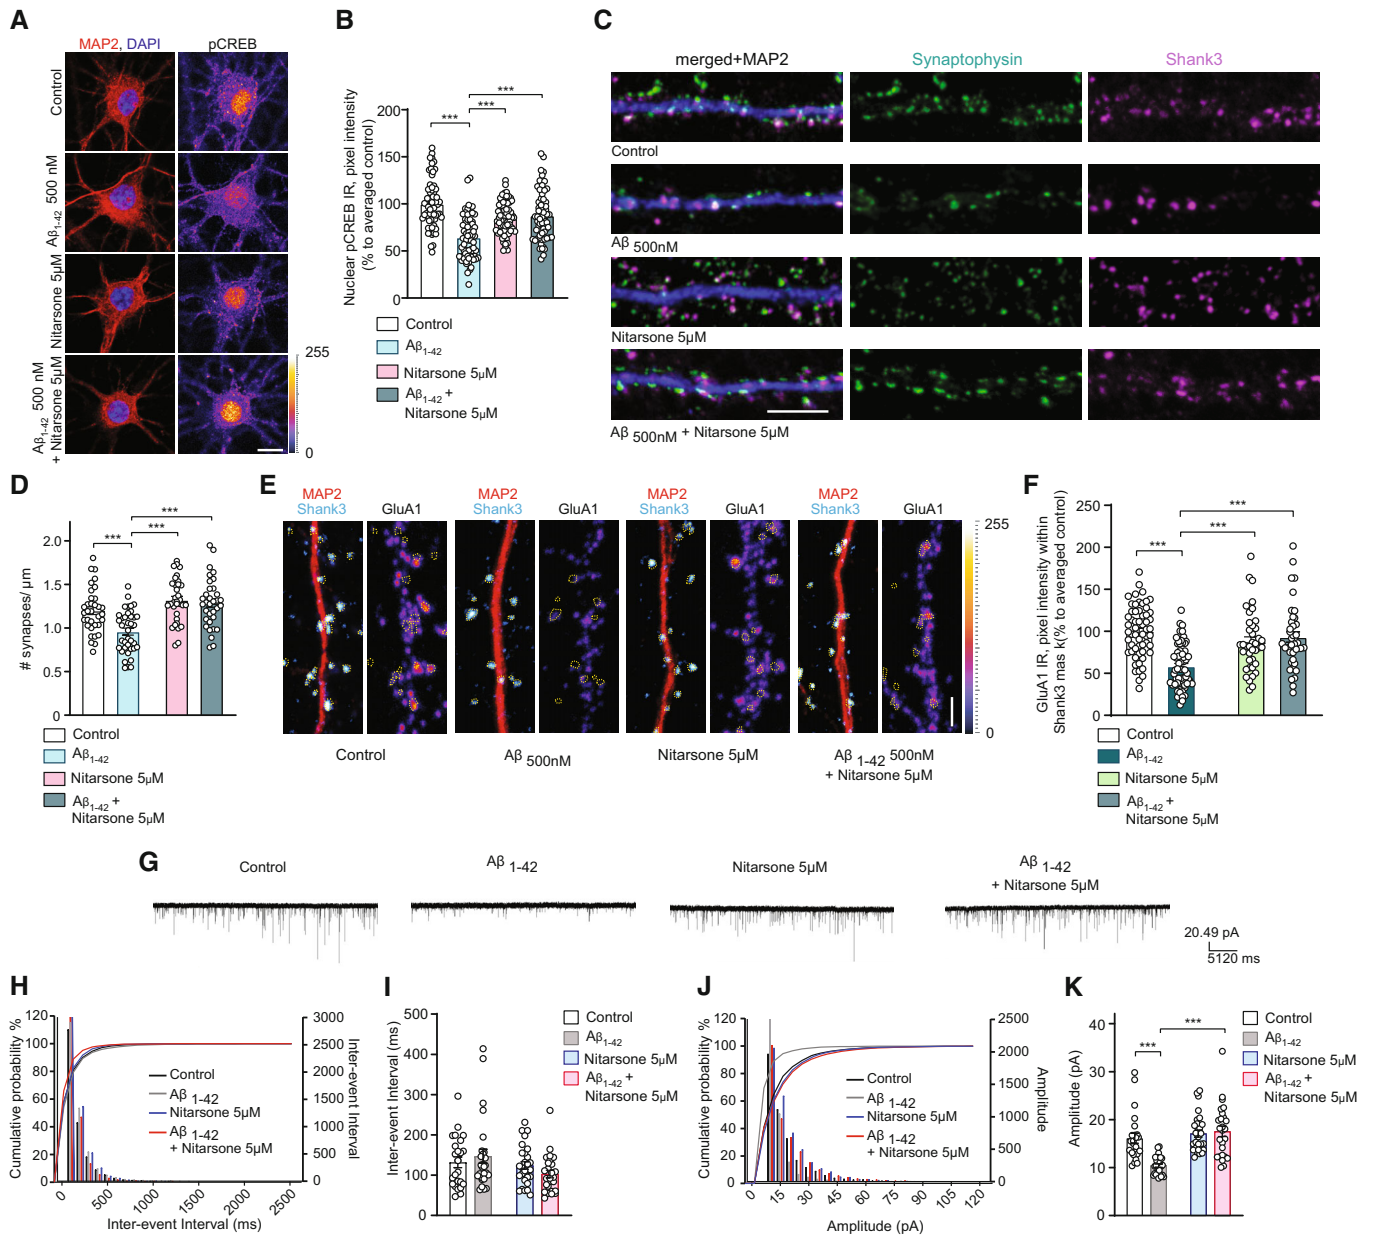 A
MAP2, DAPI
pCREB
Control
Aβ1-42 500 nM
Nitarsone 5µM
Aβ1-42 500 nM
+ Nitarsone 5µM
255
0
B
Nuclear pCREB IR, pixel intensity
(% to averaged control)
200
150
100
50
0
***
***
***
Control
Aβ1-42
Nitarsone 5µM
Aβ1-42 +
Nitarsone 5µM
C
merged+MAP2
Synaptophysin
Shank3
Control
Aβ 500nM
Nitarsone 5µM
Aβ 500nM + Nitarsone 5µM
D
# synapses/ µm
2.0
1.5
1.0
0.5
0
***
***
***
Control
Aβ1-42
Nitarsone 5µM
Aβ1-42 +
Nitarsone 5µM
E
MAP2
Shank3
GluA1
MAP2
Shank3
GluA1
MAP2
Shank3
GluA1
MAP2
Shank3
GluA1
255
0
Control
Aβ 500nM
Nitarsone 5µM
Aβ 1-42 500nM
+ Nitarsone 5µM
F
GluA1 IR, pixel intensity within
Shank3 mas k(% to averaged control)
250
200
150
100
50
0
***
***
***
Control
Aβ1-42
Nitarsone 5µM
Aβ1-42 +
Nitarsone 5µM
G
Control
Aβ 1-42
Nitarsone 5µM
Aβ 1-42
+ Nitarsone 5µM
20.49 pA
5120 ms
H
Cumulative probability %
120
100
80
60
40
20
0
3000
2500
2000
1500
1000
500
0
Inter-event Interval
Control
Aβ 1-42
Nitarsone 5µM
Aβ 1-42
+ Nitarsone 5µM
0 500 1000 1500 2000 2500
Inter-event Interval (ms)
I
Inter-event Interval (ms)
500
400
300
200
100
0
Control
Aβ1-42
Nitarsone 5µM
Aβ1-42 +
Nitarsone 5µM
J
Cumulative probability %
120
100
80
60
40
20
0
2500
2000
1500
1000
500
0
Amplitude
Control
Aβ 1-42
Nitarsone 5µM
Aβ 1-42
+ Nitarsone 5µM
0 15 30 45 60 75 90 105 120
Amplitude (pA)
K
Amplitude (pA)
40
30
20
10
0
***
***
Control
Aβ1-42
Nitarsone 5µM
Aβ1-42 +
Nitarsone 5µM